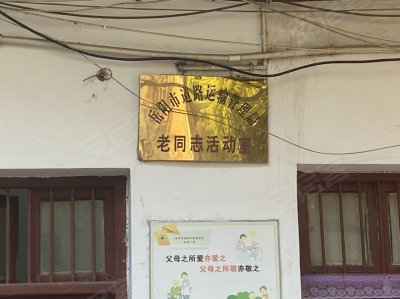 岳阳市道路运输管理局
老同志活动室
父母之所爱亦爱之
父母之所敬亦敬之